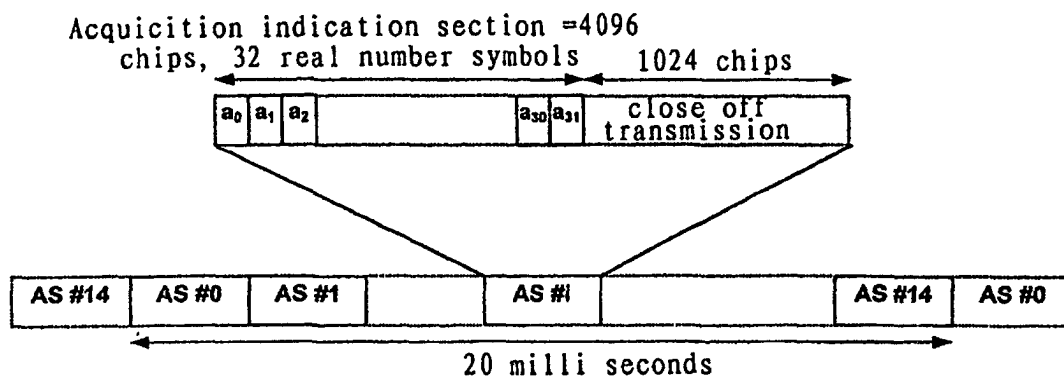 Acquicition indication section =4096
chips, 32 real number symbols 1024 chips
a0 a1 a2 a30 a31 close off
transmission
AS #14 AS #0 AS #1 AS #i AS #14 AS #0
20 milli seconds